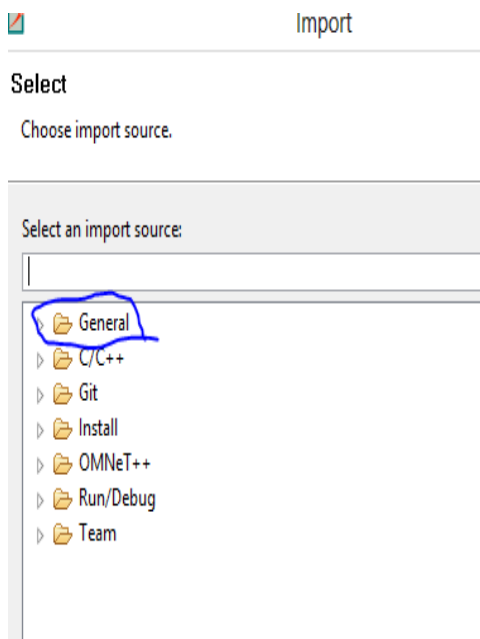 Import
Select
Choose import source.
Select an import source:
General
C/C++
Git
Install
OMNeT++
Run/Debug
Team